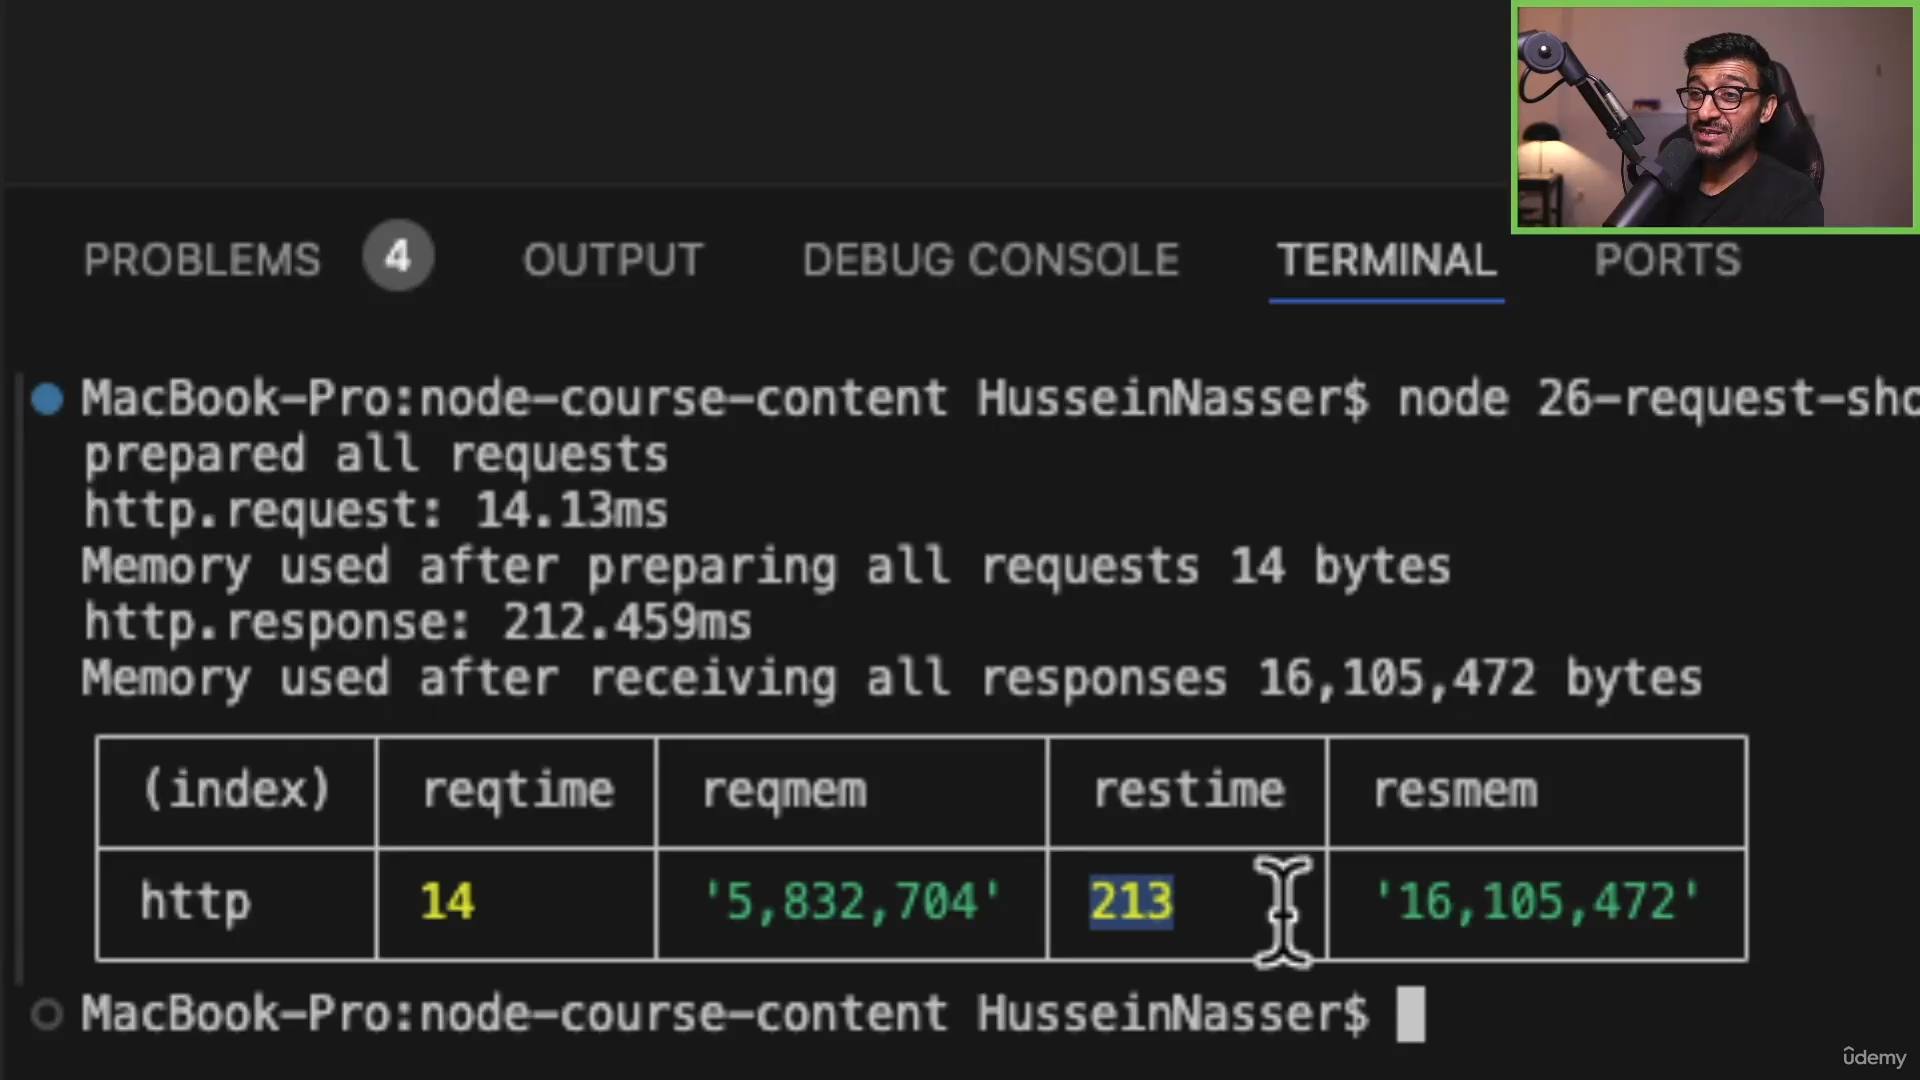 PROBLEMS 4 OUTPUT DEBUG CONSOLE TERMINAL PORTS
MacBook-Pro:node-course-content HusseinNasser$ node 26-request-sho
prepared all requests
http.request: 14.13ms
Memory used after preparing all requests 14 bytes
http.response: 212.459ms
Memory used after receiving all responses 16,105,472 bytes
(index) reqtime reqmem restime resmem
http 14 '5,832,704' 213 '16,105,472'
MacBook-Pro:node-course-content HusseinNasser$
ûdemy